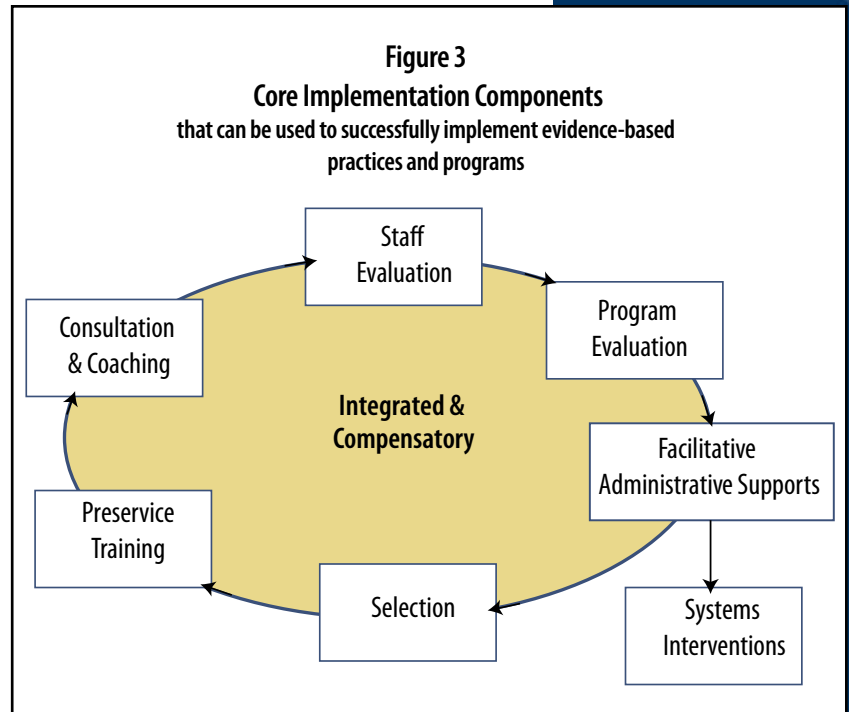 Figure 3
Core Implementation Components
that can be used to successfully implement evidence-based
practices and programs
Staff
Evaluation
Program
Evaluation
Consultation
& Coaching
Integrated &
Compensatory
Facilitative
Administrative Supports
Preservice
Training
Selection
Systems
Interventions